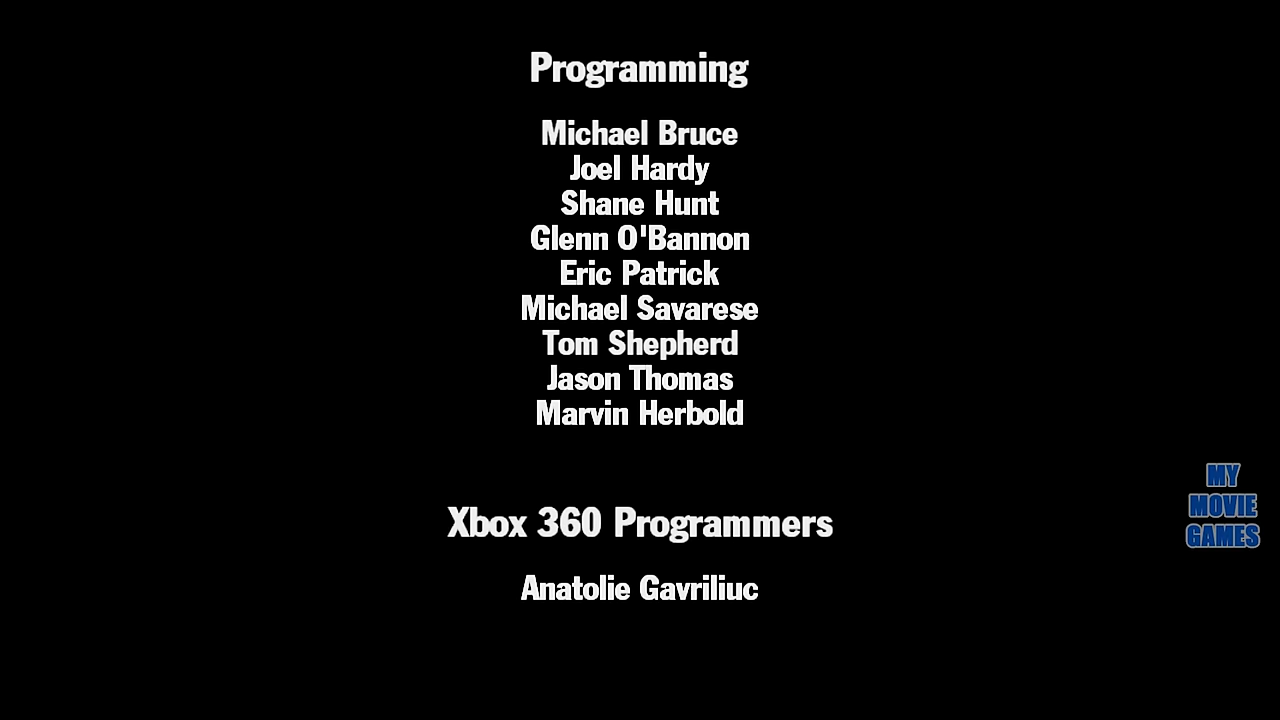 Programming
Michael Bruce
Joel Hardy
Shane Hunt
Glenn O'Bannon
Eric Patrick
Michael Savarese
Tom Shepherd
Jason Thomas
Marvin Herbold
Xbox 360 Programmers
Anatolie Gavriliuc
MY
MOVIE
GAMES